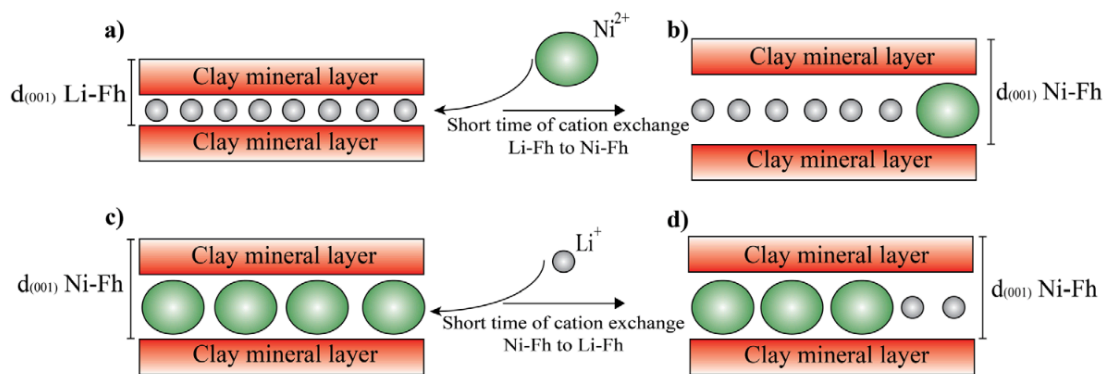 a)
Clay mineral layer
d(001) Li-Fh
Clay mineral layer
Ni2+
Short time of cation exchange
Li-Fh to Ni-Fh
b)
Clay mineral layer
d(001) Ni-Fh
Clay mineral layer
c)
Clay mineral layer
d(001) Ni-Fh
Clay mineral layer
Li+
Short time of cation exchange
Ni-Fh to Li-Fh
d)
Clay mineral layer
d(001) Ni-Fh
Clay mineral layer